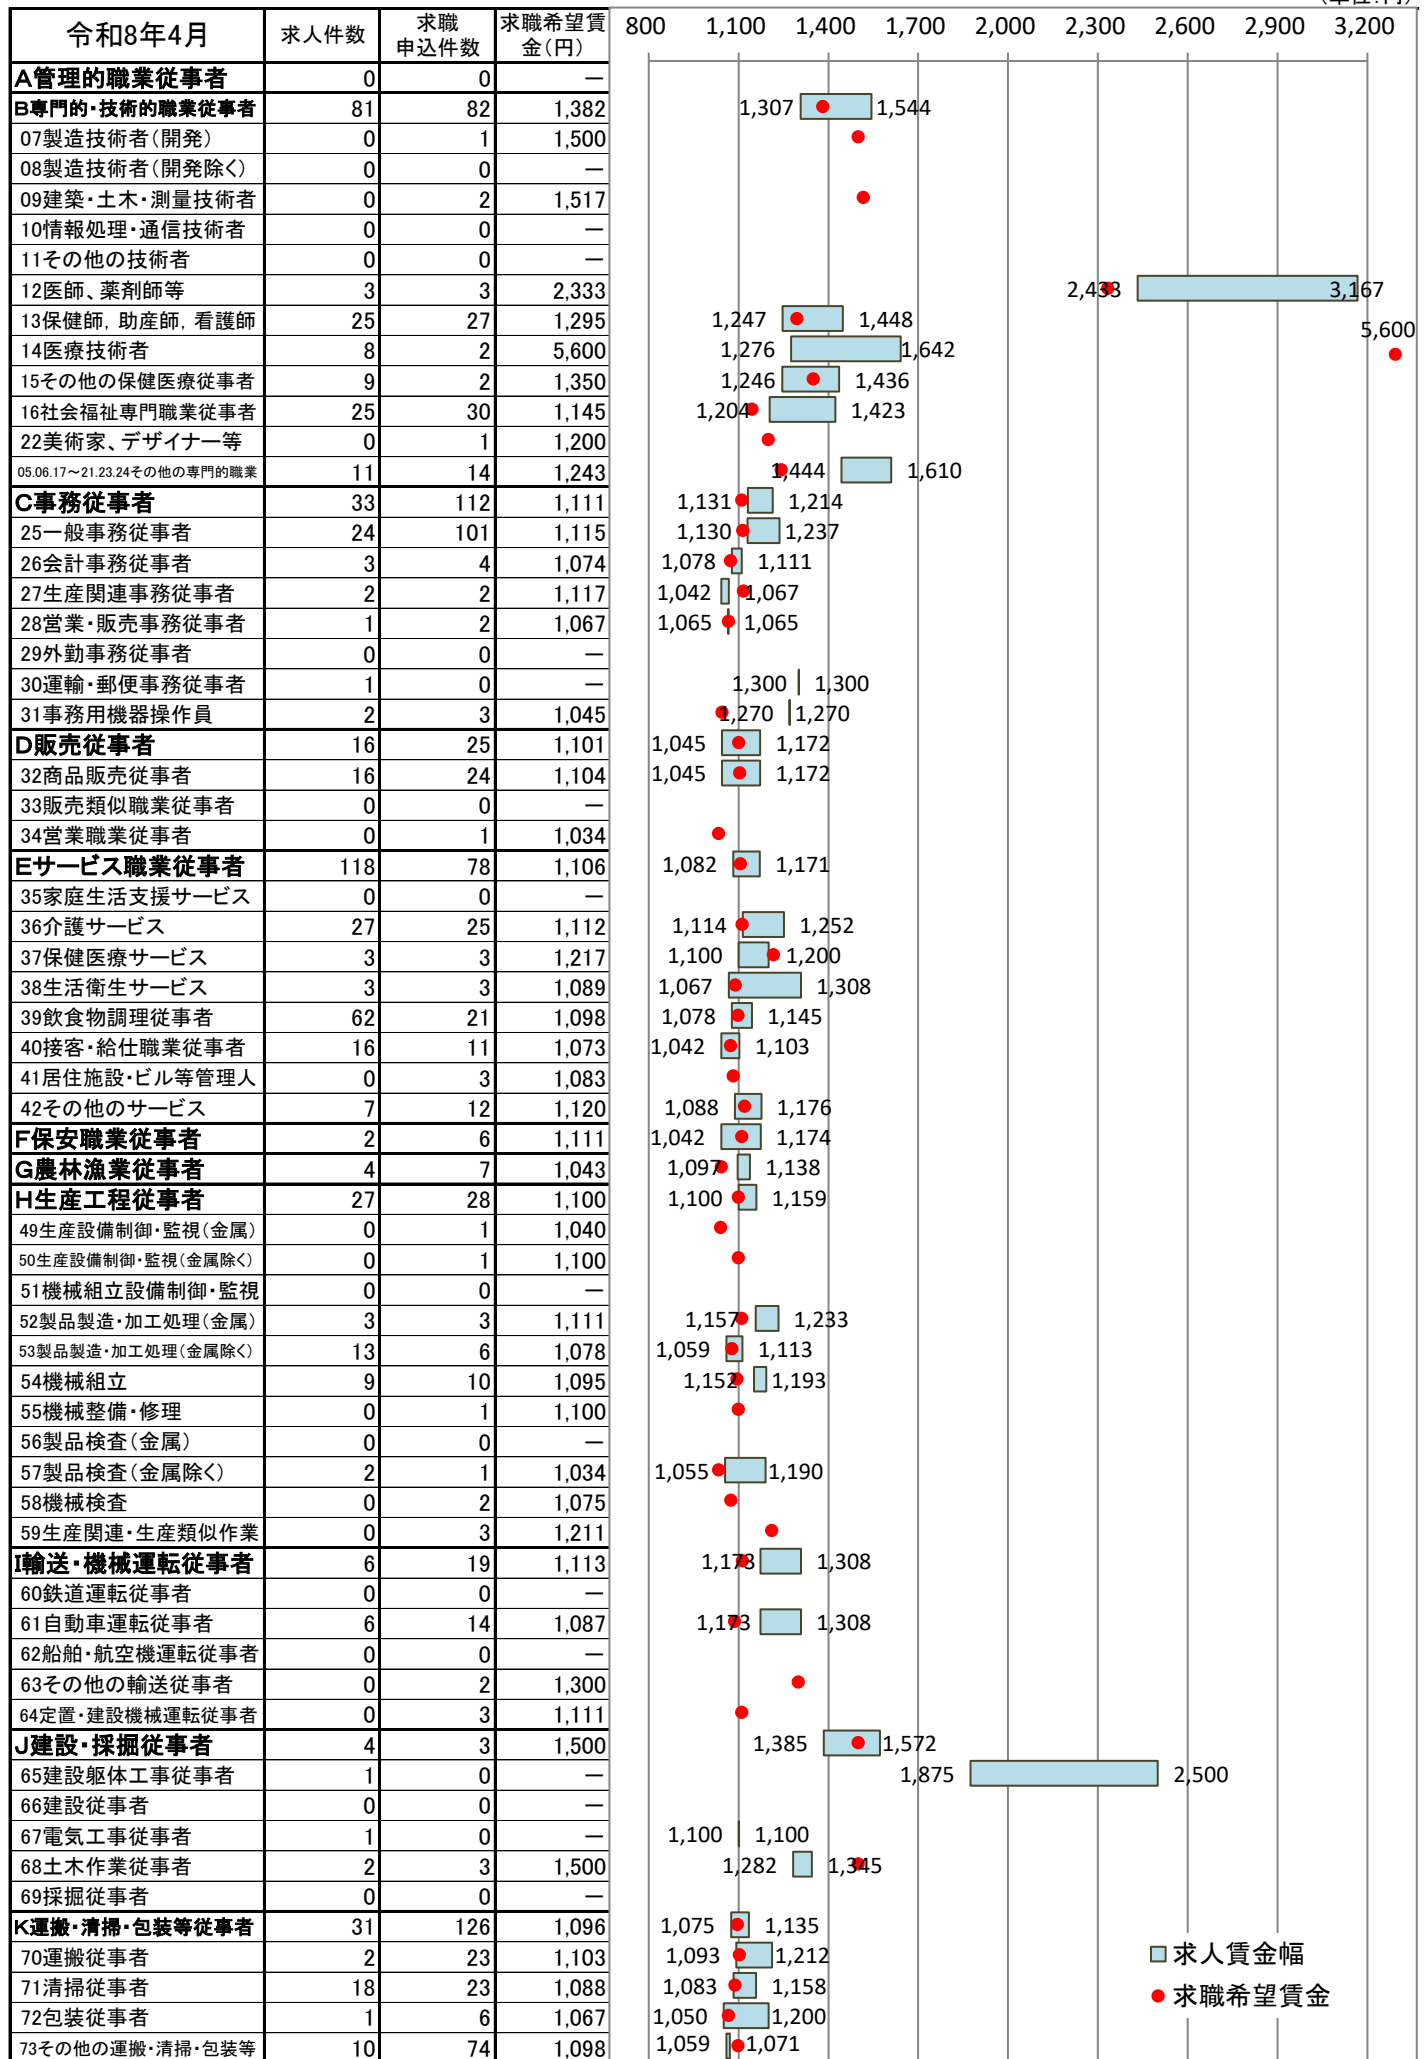 (単位:円)
令和8年4月 求人件数 求職申込件数 求職希望賃金(円) 800 1,100 1,400 1,700 2,000 2,300 2,600 2,900 3,200
A管理的職業従事者 0 0 ―
B専門的・技術的職業従事者 81 82 1,382 1,307 1,544
07製造技術者(開発) 0 1 1,500
08製造技術者(開発除く) 0 0 ―
09建築・土木・測量技術者 0 2 1,517
10情報処理・通信技術者 0 0 ―
11その他の技術者 0 0 ―
12医師、薬剤師等 3 3 2,333 2,433 3,167
13保健師, 助産師, 看護師 25 27 1,295 1,247 1,448
14医療技術者 8 2 5,600 1,276 1,642 5,600
15その他の保健医療従事者 9 2 1,350 1,246 1,436
16社会福祉専門職業従事者 25 30 1,145 1,204 1,423
22美術家、デザイナー等 0 1 1,200
05.06.17～21.23.24その他の専門的職業 11 14 1,243 1,444 1,610
C事務従事者 33 112 1,111 1,131 1,214
25一般事務従事者 24 101 1,115 1,130 1,237
26会計事務従事者 3 4 1,074 1,078 1,111
27生産関連事務従事者 2 2 1,117 1,042 1,067
28営業・販売事務従事者 1 2 1,067 1,065 1,065
29外勤事務従事者 0 0 ―
30運輸・郵便事務従事者 1 0 ― 1,300 1,300
31事務用機器操作員 2 3 1,045 1,270 1,270
D販売従事者 16 25 1,101 1,045 1,172
32商品販売従事者 16 24 1,104 1,045 1,172
33販売類似職業従事者 0 0 ―
34営業職業従事者 0 1 1,034
Eサービス職業従事者 118 78 1,106 1,082 1,171
35家庭生活支援サービス 0 0 ―
36介護サービス 27 25 1,112 1,114 1,252
37保健医療サービス 3 3 1,217 1,100 1,200
38生活衛生サービス 3 3 1,089 1,067 1,308
39飲食物調理従事者 62 21 1,098 1,078 1,145
40接客・給仕職業従事者 16 11 1,073 1,042 1,103
41居住施設・ビル等管理人 0 3 1,083
42その他のサービス 7 12 1,120 1,088 1,176
F保安職業従事者 2 6 1,111 1,042 1,174
G農林漁業従事者 4 7 1,043 1,097 1,138
H生産工程従事者 27 28 1,100 1,100 1,159
49生産設備制御・監視(金属) 0 1 1,040
50生産設備制御・監視(金属除く) 0 1 1,100
51機械組立設備制御・監視 0 0 ―
52製品製造・加工処理(金属) 3 3 1,111 1,157 1,233
53製品製造・加工処理(金属除く) 13 6 1,078 1,059 1,113
54機械組立 9 10 1,095 1,152 1,193
55機械整備・修理 0 1 1,100
56製品検査(金属) 0 0 ―
57製品検査(金属除く) 2 1 1,034 1,055 1,190
58機械検査 0 2 1,075
59生産関連・生産類似作業 0 3 1,211
I輸送・機械運転従事者 6 19 1,113 1,173 1,308
60鉄道運転従事者 0 0 ―
61自動車運転従事者 6 14 1,087 1,173 1,308
62船舶・航空機運転従事者 0 0 ―
63その他の輸送従事者 0 2 1,300
64定置・建設機械運転従事者 0 3 1,111
J建設・採掘従事者 4 3 1,500 1,385 1,572
65建設躯体工事従事者 1 0 ― 1,875 2,500
66建設従事者 0 0 ―
67電気工事従事者 1 0 ― 1,100 1,100
68土木作業従事者 2 3 1,500 1,282 1,345
69採掘従事者 0 0 ―
K運搬・清掃・包装等従事者 31 126 1,096 1,075 1,135
70運搬従事者 2 23 1,103 1,093 1,212 求人賃金幅
71清掃従事者 18 23 1,088 1,083 1,158 求職希望賃金
72包装従事者 1 6 1,067 1,050 1,200
73その他の運搬・清掃・包装等 10 74 1,098 1,059 1,071